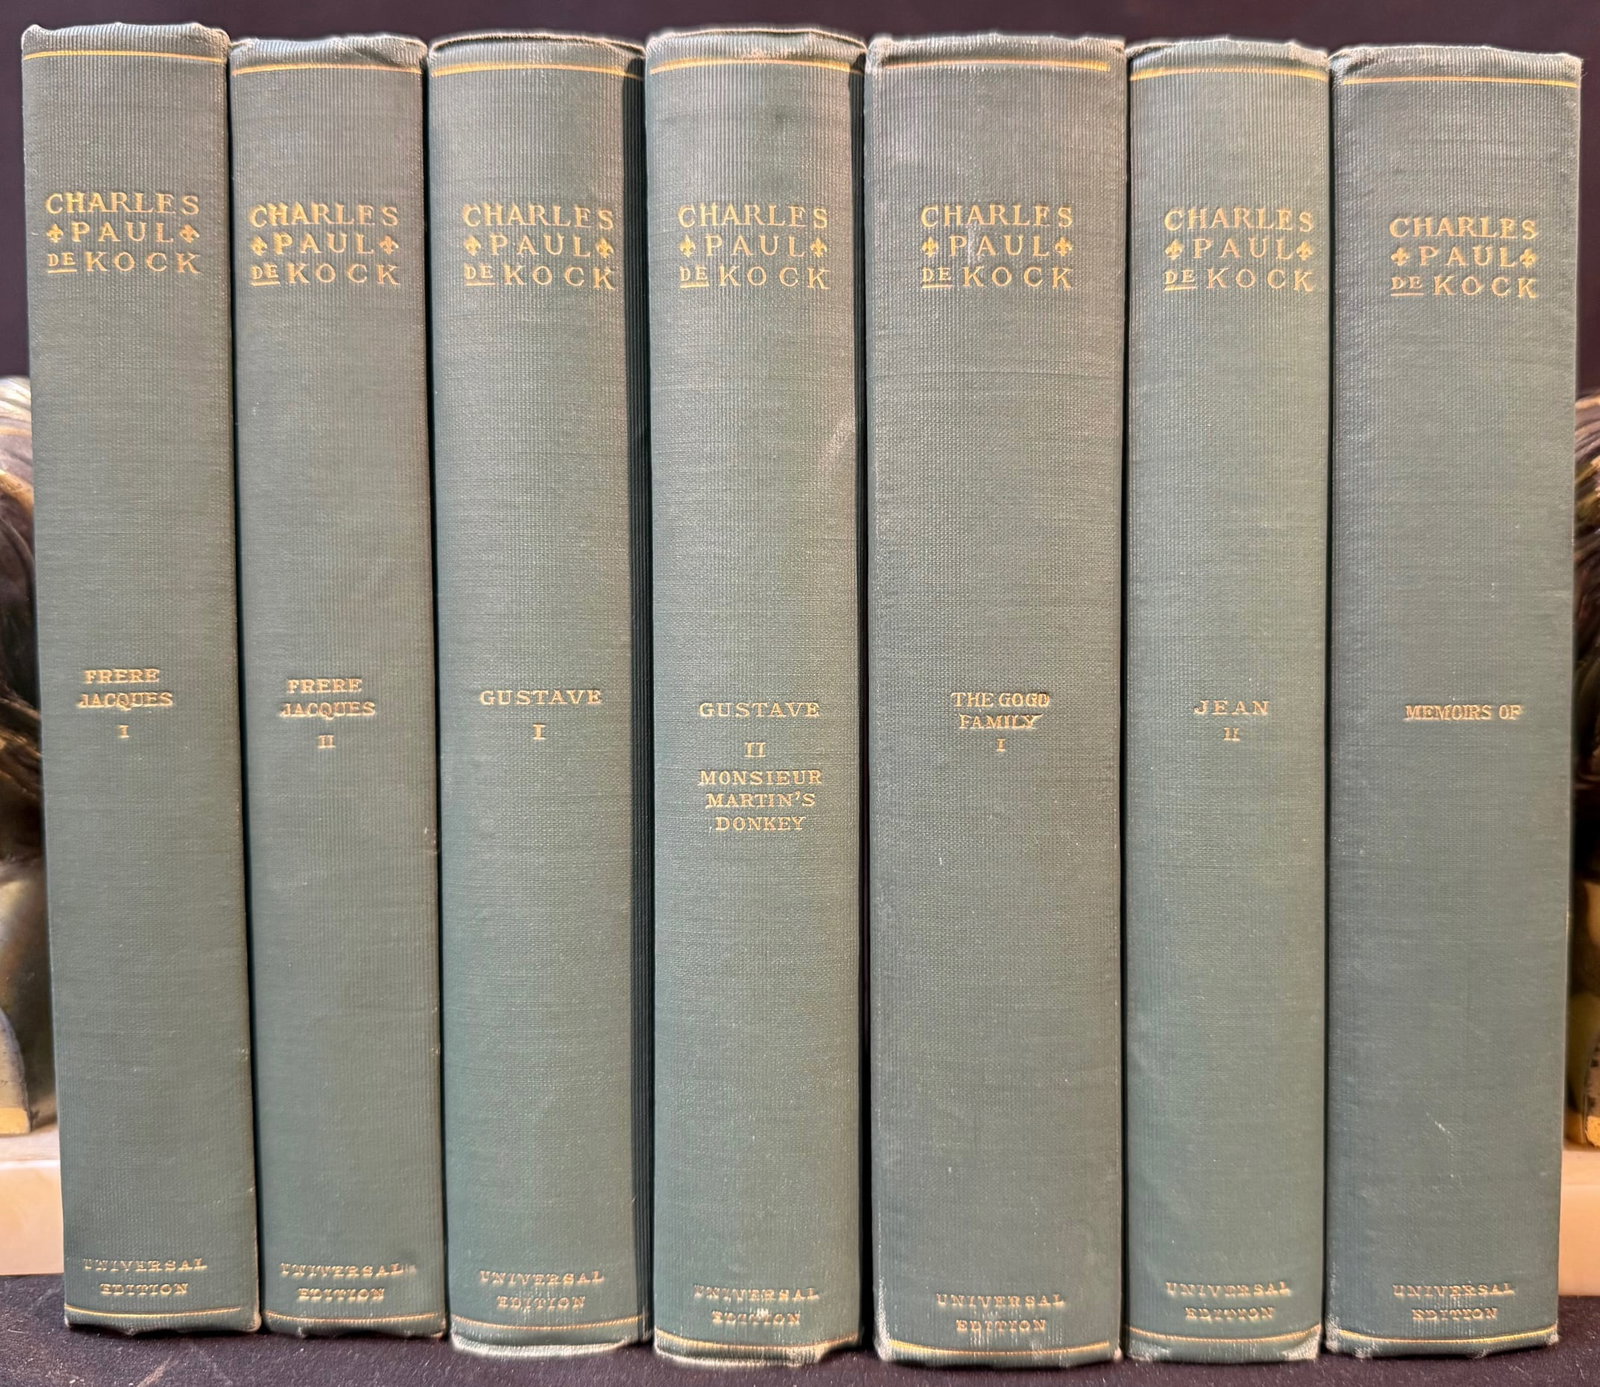 CHARLES
PAUL
DE KOCK
FRERE
JACQUES
I
UNIVERSAL
EDITION
CHARLES
PAUL
DE KOCK
FRERE
JACQUES
II
UNIVERSAL
EDITION
CHARLES
PAUL
DE KOCK
GUSTAVE
I
UNIVERSAL
EDITION
CHARLES
PAUL
DE KOCK
GUSTAVE
II
MONSIEUR
MARTIN'S
DONKEY
UNIVERSAL
EDITION
CHARLES
PAUL
DE KOCK
THE GOOD
FAMILY
I
UNIVERSAL
EDITION
CHARLES
PAUL
DE KOCK
JEAN
II
UNIVERSAL
EDITION
CHARLES
PAUL
DE KOCK
MEMOIRS OF
UNIVERSAL
EDITION